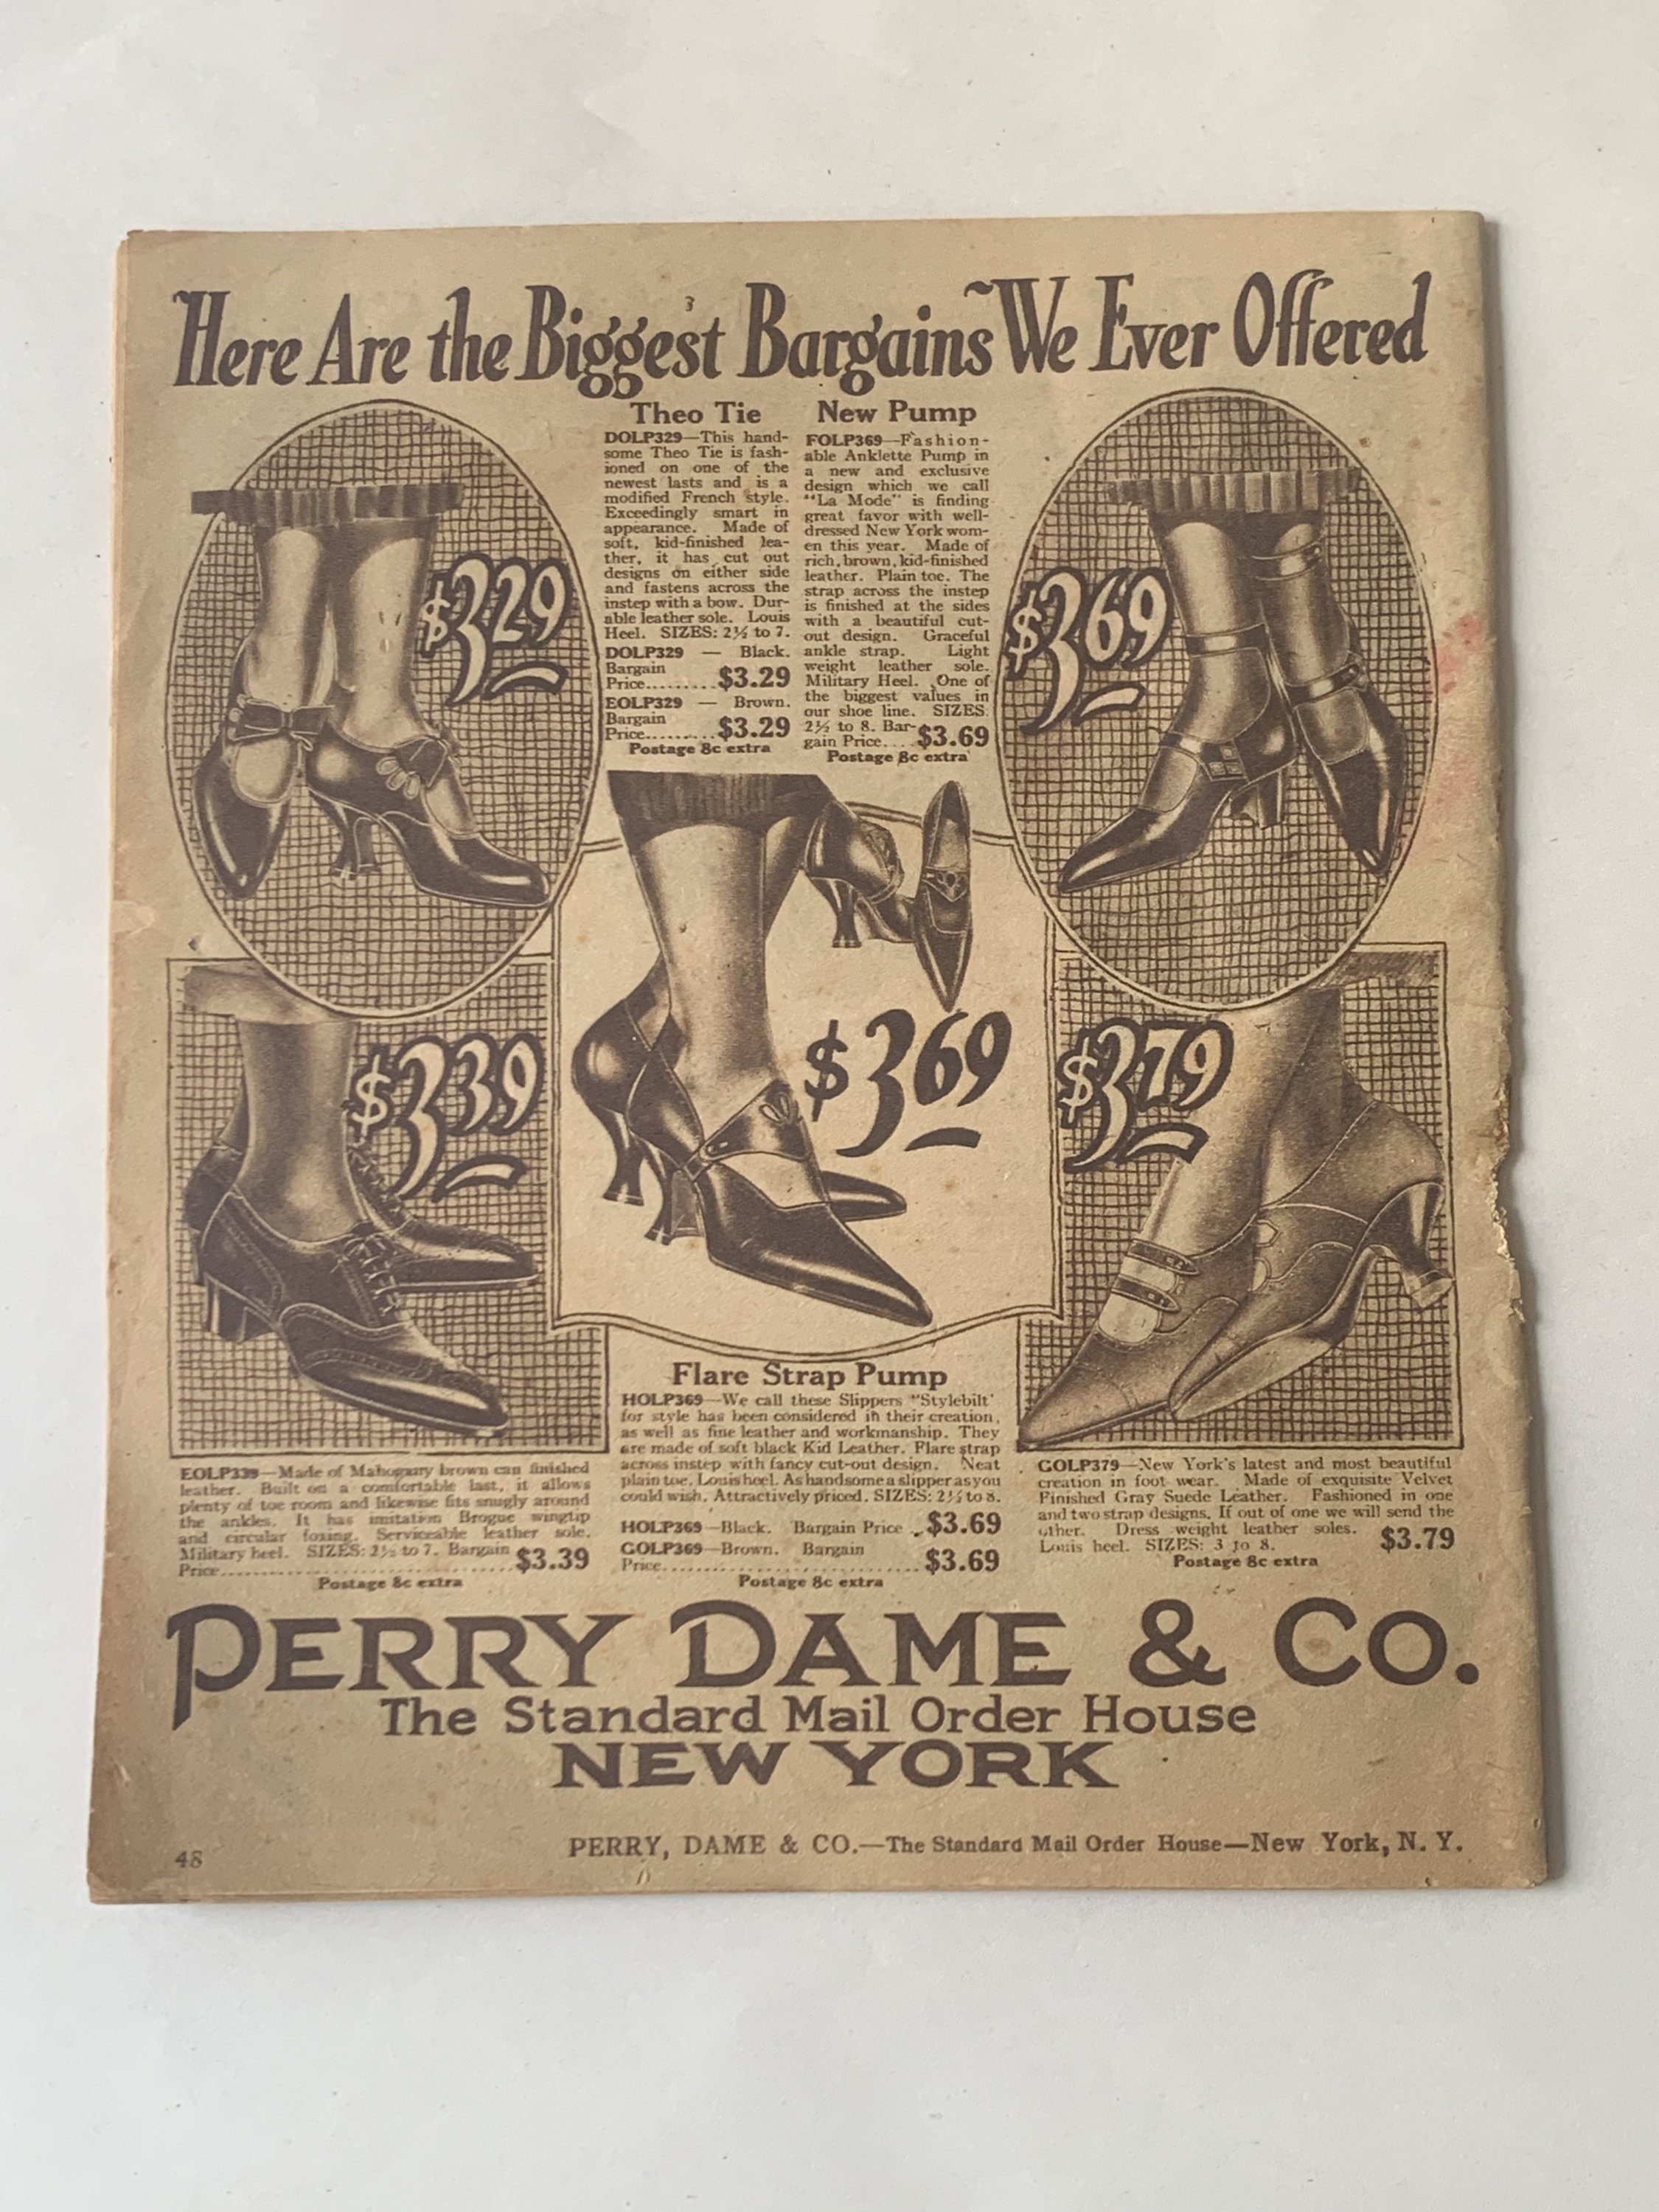 Here Are the Biggest Bargains We Ever Offered
Theo Tie
DOLP329—This hand-
some Theo Tie is fash-
ioned on one of the
newest lasts and is a
modified French style.
Exceedingly smart in
appearance. Made of
soft, kid-finished lea-
ther, it has cut out
designs on either side
and fastens across the
instep with a bow. Dur-
able leather sole. Louis
Heel. SIZES: 2½ to 7.
DOLP329 — Black.
Bargain
Price.........$3.29
EOLP329 — Brown.
Bargain
Price.........$3.29
Postage 8c extra
New Pump
FOLP369—Fashion-
able Anklette Pump in
a new and exclusive
design which we call
"La Mode" is finding
great favor with well-
dressed New York wom-
en this year. Made of
rich, brown, kid-finished
leather. Plain toe. The
strap across the instep
is finished at the sides
with a beautiful cut-
out design. Graceful
ankle strap. Light
weight leather sole.
Military Heel. One of
the biggest values in
our shoe line. SIZES:
2½ to 8. Bar-
gain Price....$3.69
Postage 8c extra
$3.29
$3.69
$3.39
$3.69
$3.79
EOLP339—Made of Mahogany brown can finished
leather. Built on a comfortable last, it allows
plenty of toe room and likewise fits snugly around
the ankles. It has imitation Brogue wingtip
and circular foxing. Serviceable leather sole.
Military heel. SIZES: 2½ to 7. Bargain
Price.................................$3.39
Postage 8c extra
Flare Strap Pump
HOLP369—We call these Slippers "Stylebilt'
for style has been considered in their creation,
as well as fine leather and workmanship. They
are made of soft black Kid Leather. Flare strap
across instep with fancy cut-out design. Neat
plain toe. Louis heel. As handsome a slipper as you
could wish. Attractively priced. SIZES: 2½ to 8.
HOLP369—Black. Bargain Price ..$3.69
GOLP369—Brown. Bargain
Price.............................$3.69
Postage 8c extra
GOLP379—New York's latest and most beautiful
creation in foot wear. Made of exquisite Velvet
Finished Gray Suede Leather. Fashioned in one
and two strap designs. If out of one we will send the
other. Dress weight leather soles.
Louis heel. SIZES: 3 to 8. $3.79
Postage 8c extra
PERRY DAME & CO.
The Standard Mail Order House
NEW YORK
48
PERRY, DAME & CO.—The Standard Mail Order House—New York, N. Y.